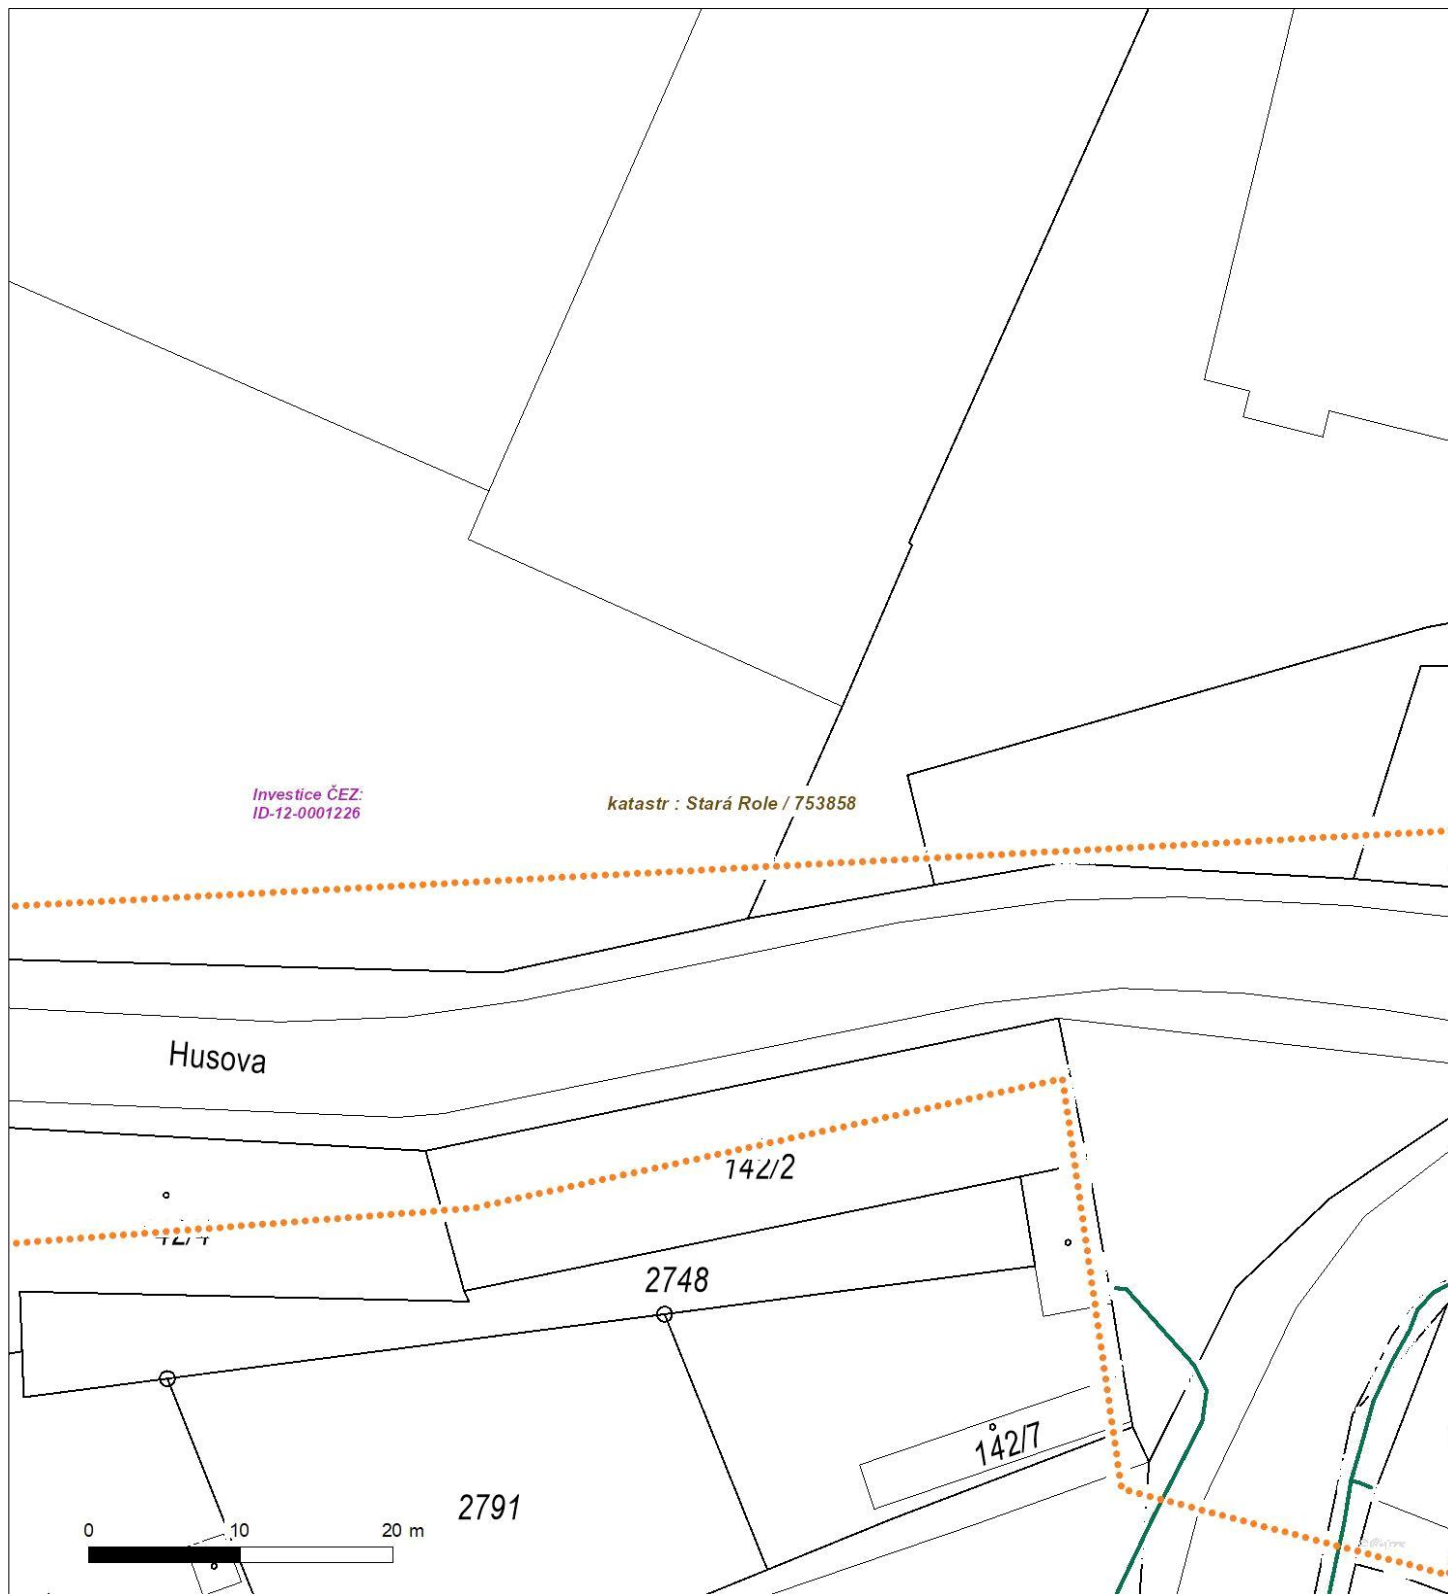 Investice ČEZ:
ID-12-0001226
katastr : Stará Role / 753858
Husova
142/2
2748
142/7
2791
0 10 20 m